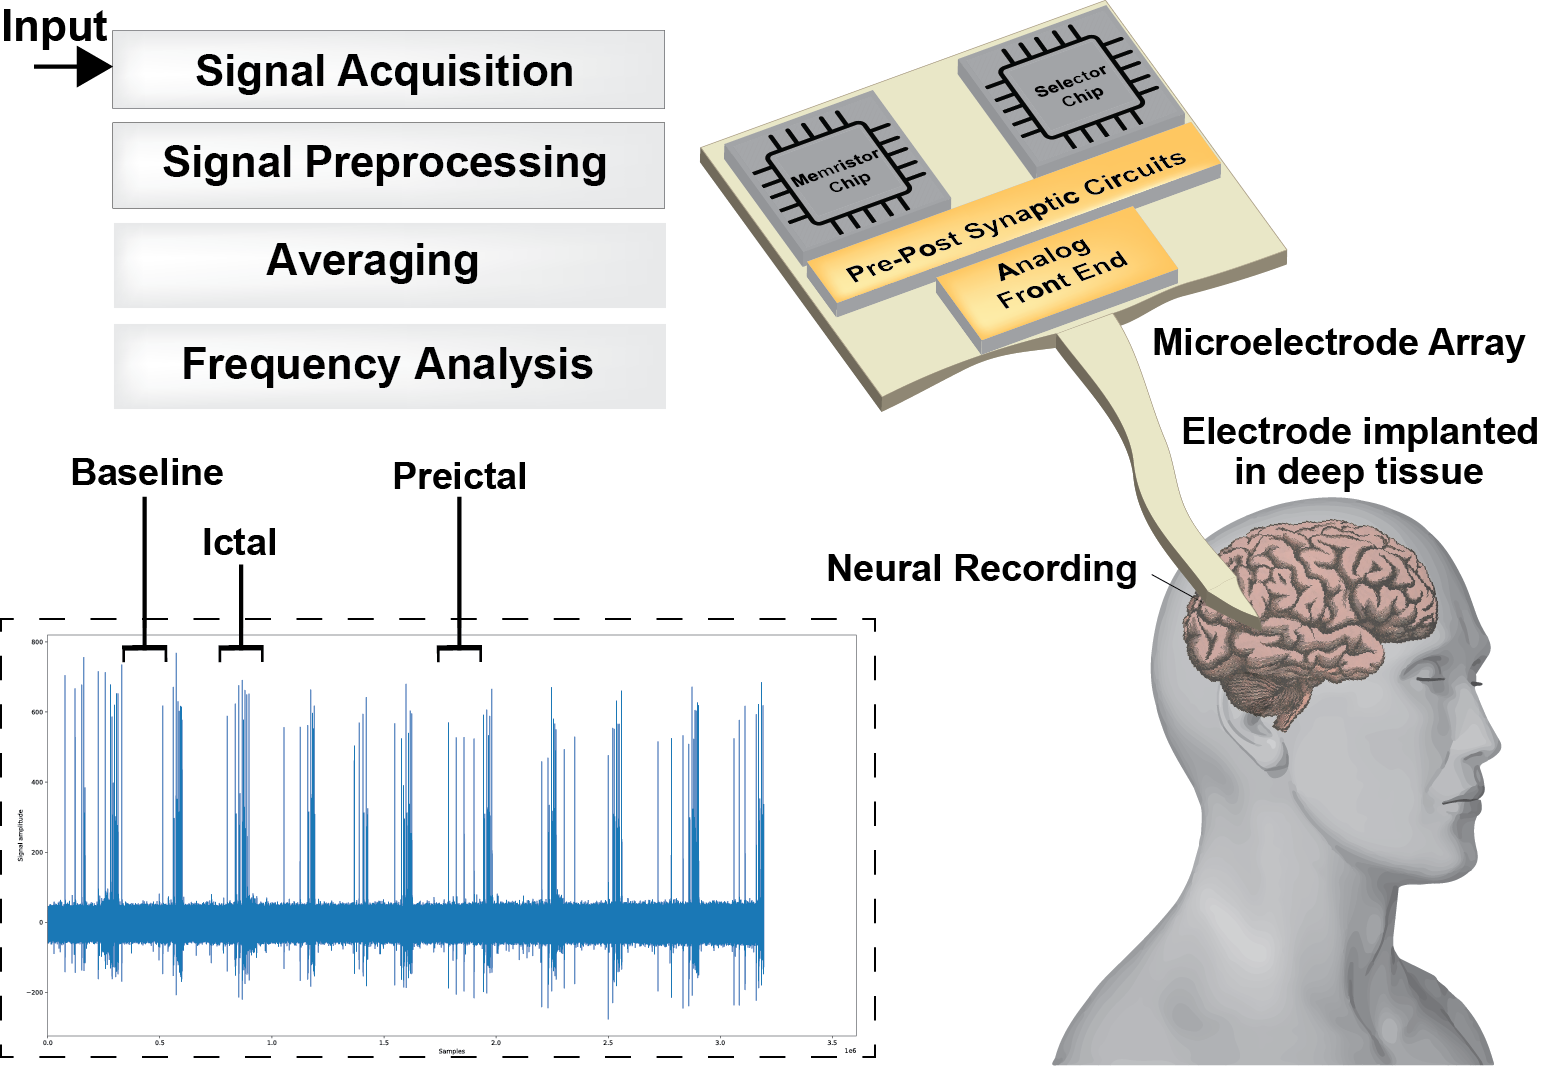 Input
Signal Acquisition
Signal Preprocessing
Averaging
Frequency Analysis
Selector
Chip
Memristor
Chip
Pre-Post Synaptic Circuits
Analog
Front End
Microelectrode Array
Electrode implanted
in deep tissue
Neural Recording
Baseline
Preictal
Ictal
800
600
400
200
0
−200
Signal amplitude
0.0
0.5
1.0
1.5
2.0
2.5
3.0
3.5
1e6
Samples